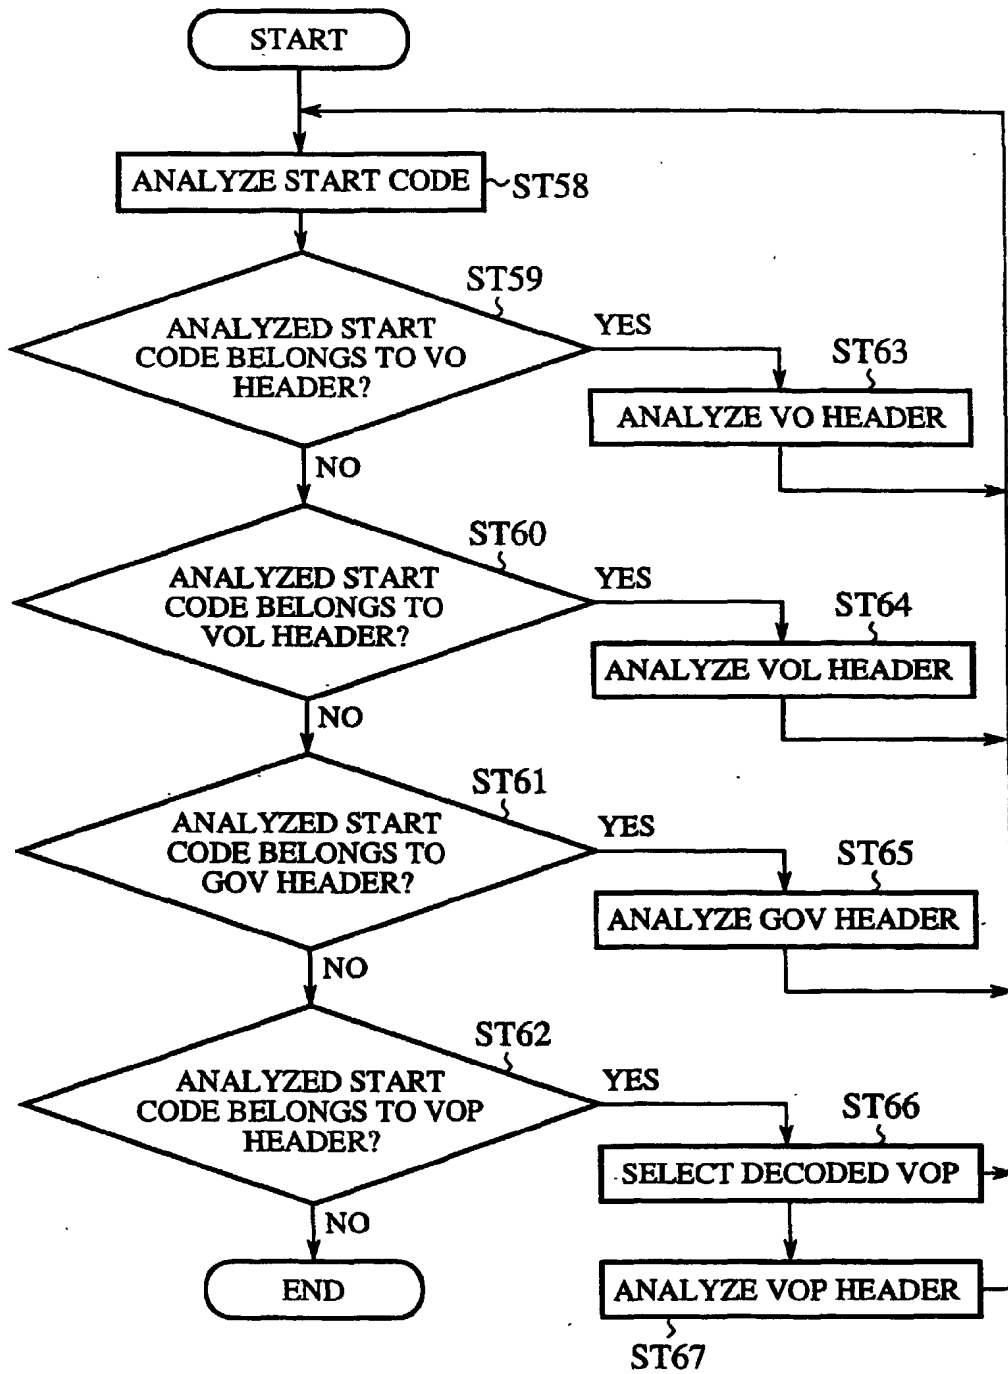 START
ANALYZE START CODE
ST58
ST59
ANALYZED START
CODE BELONGS TO VO
HEADER?
YES
ST63
ANALYZE VO HEADER
NO
ST60
ANALYZED START
CODE BELONGS TO
VOL HEADER?
YES
ST64
ANALYZE VOL HEADER
NO
ST61
ANALYZED START
CODE BELONGS TO
GOV HEADER?
YES
ST65
ANALYZE GOV HEADER
NO
ST62
ANALYZED START
CODE BELONGS TO VOP
HEADER?
YES
ST66
SELECT DECODED VOP
NO
END
ANALYZE VOP HEADER
ST67